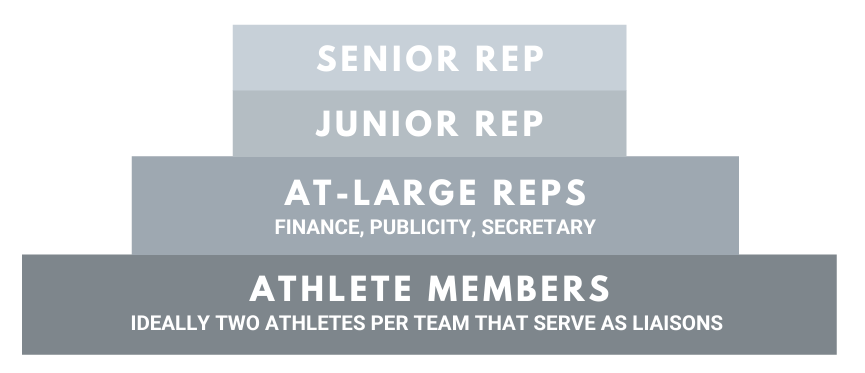 SENIOR REP
JUNIOR REP
AT-LARGE REPS
FINANCE, PUBLICITY, SECRETARY
ATHLETE MEMBERS
IDEALLY TWO ATHLETES PER TEAM THAT SERVE AS LIAISONS